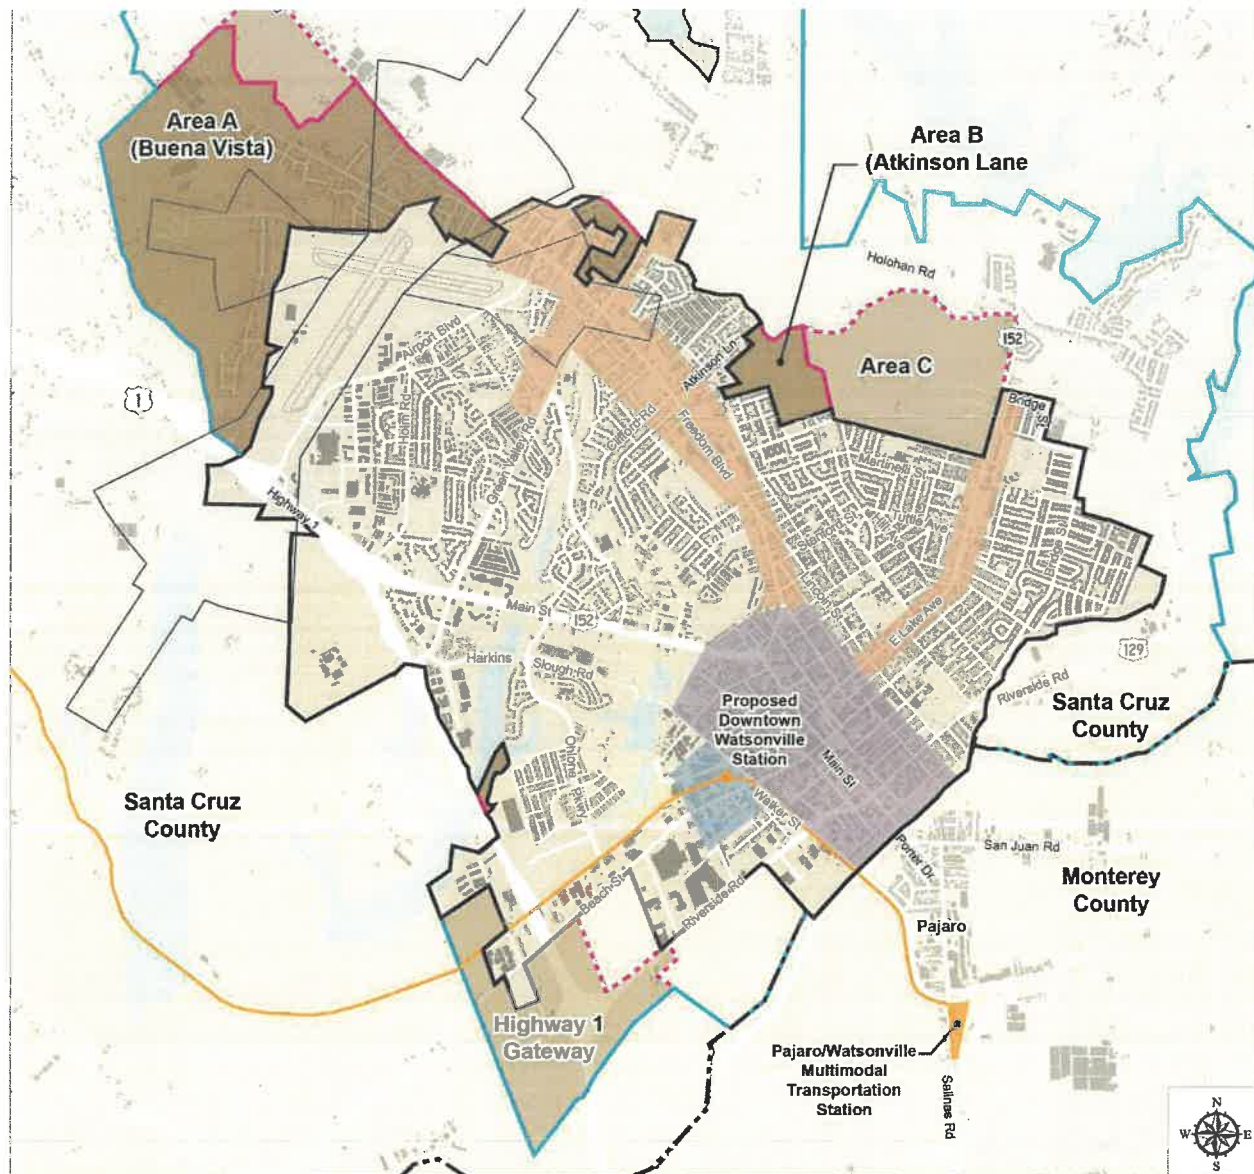 Area A
(Buena Vista)
Area B
(Atkinson Lane
Holohan Rd
152
Area C
Bridge St
1
Airport Blvd
Holm Rd
Green Valley Rd
Clifford Rd
Atkinson Ln
Freedom Blvd
Martinelli St
Highway 1
Main St
152
Lincoln St
E Lake Ave
Harkins
Slough Rd
129
Riverside Rd
Santa Cruz
County
Proposed
Downtown
Watsonville
Station
Main St
Ohlone
Pkwy
Walker St
Santa Cruz
County
Beach St
Riverside Rd
Porter Dr
San Juan Rd
Monterey
County
Pajaro
Highway 1
Gateway
Pajaro/Watsonville
Multimodal
Transportation
Station
Salinas Rd
N
W
E
S